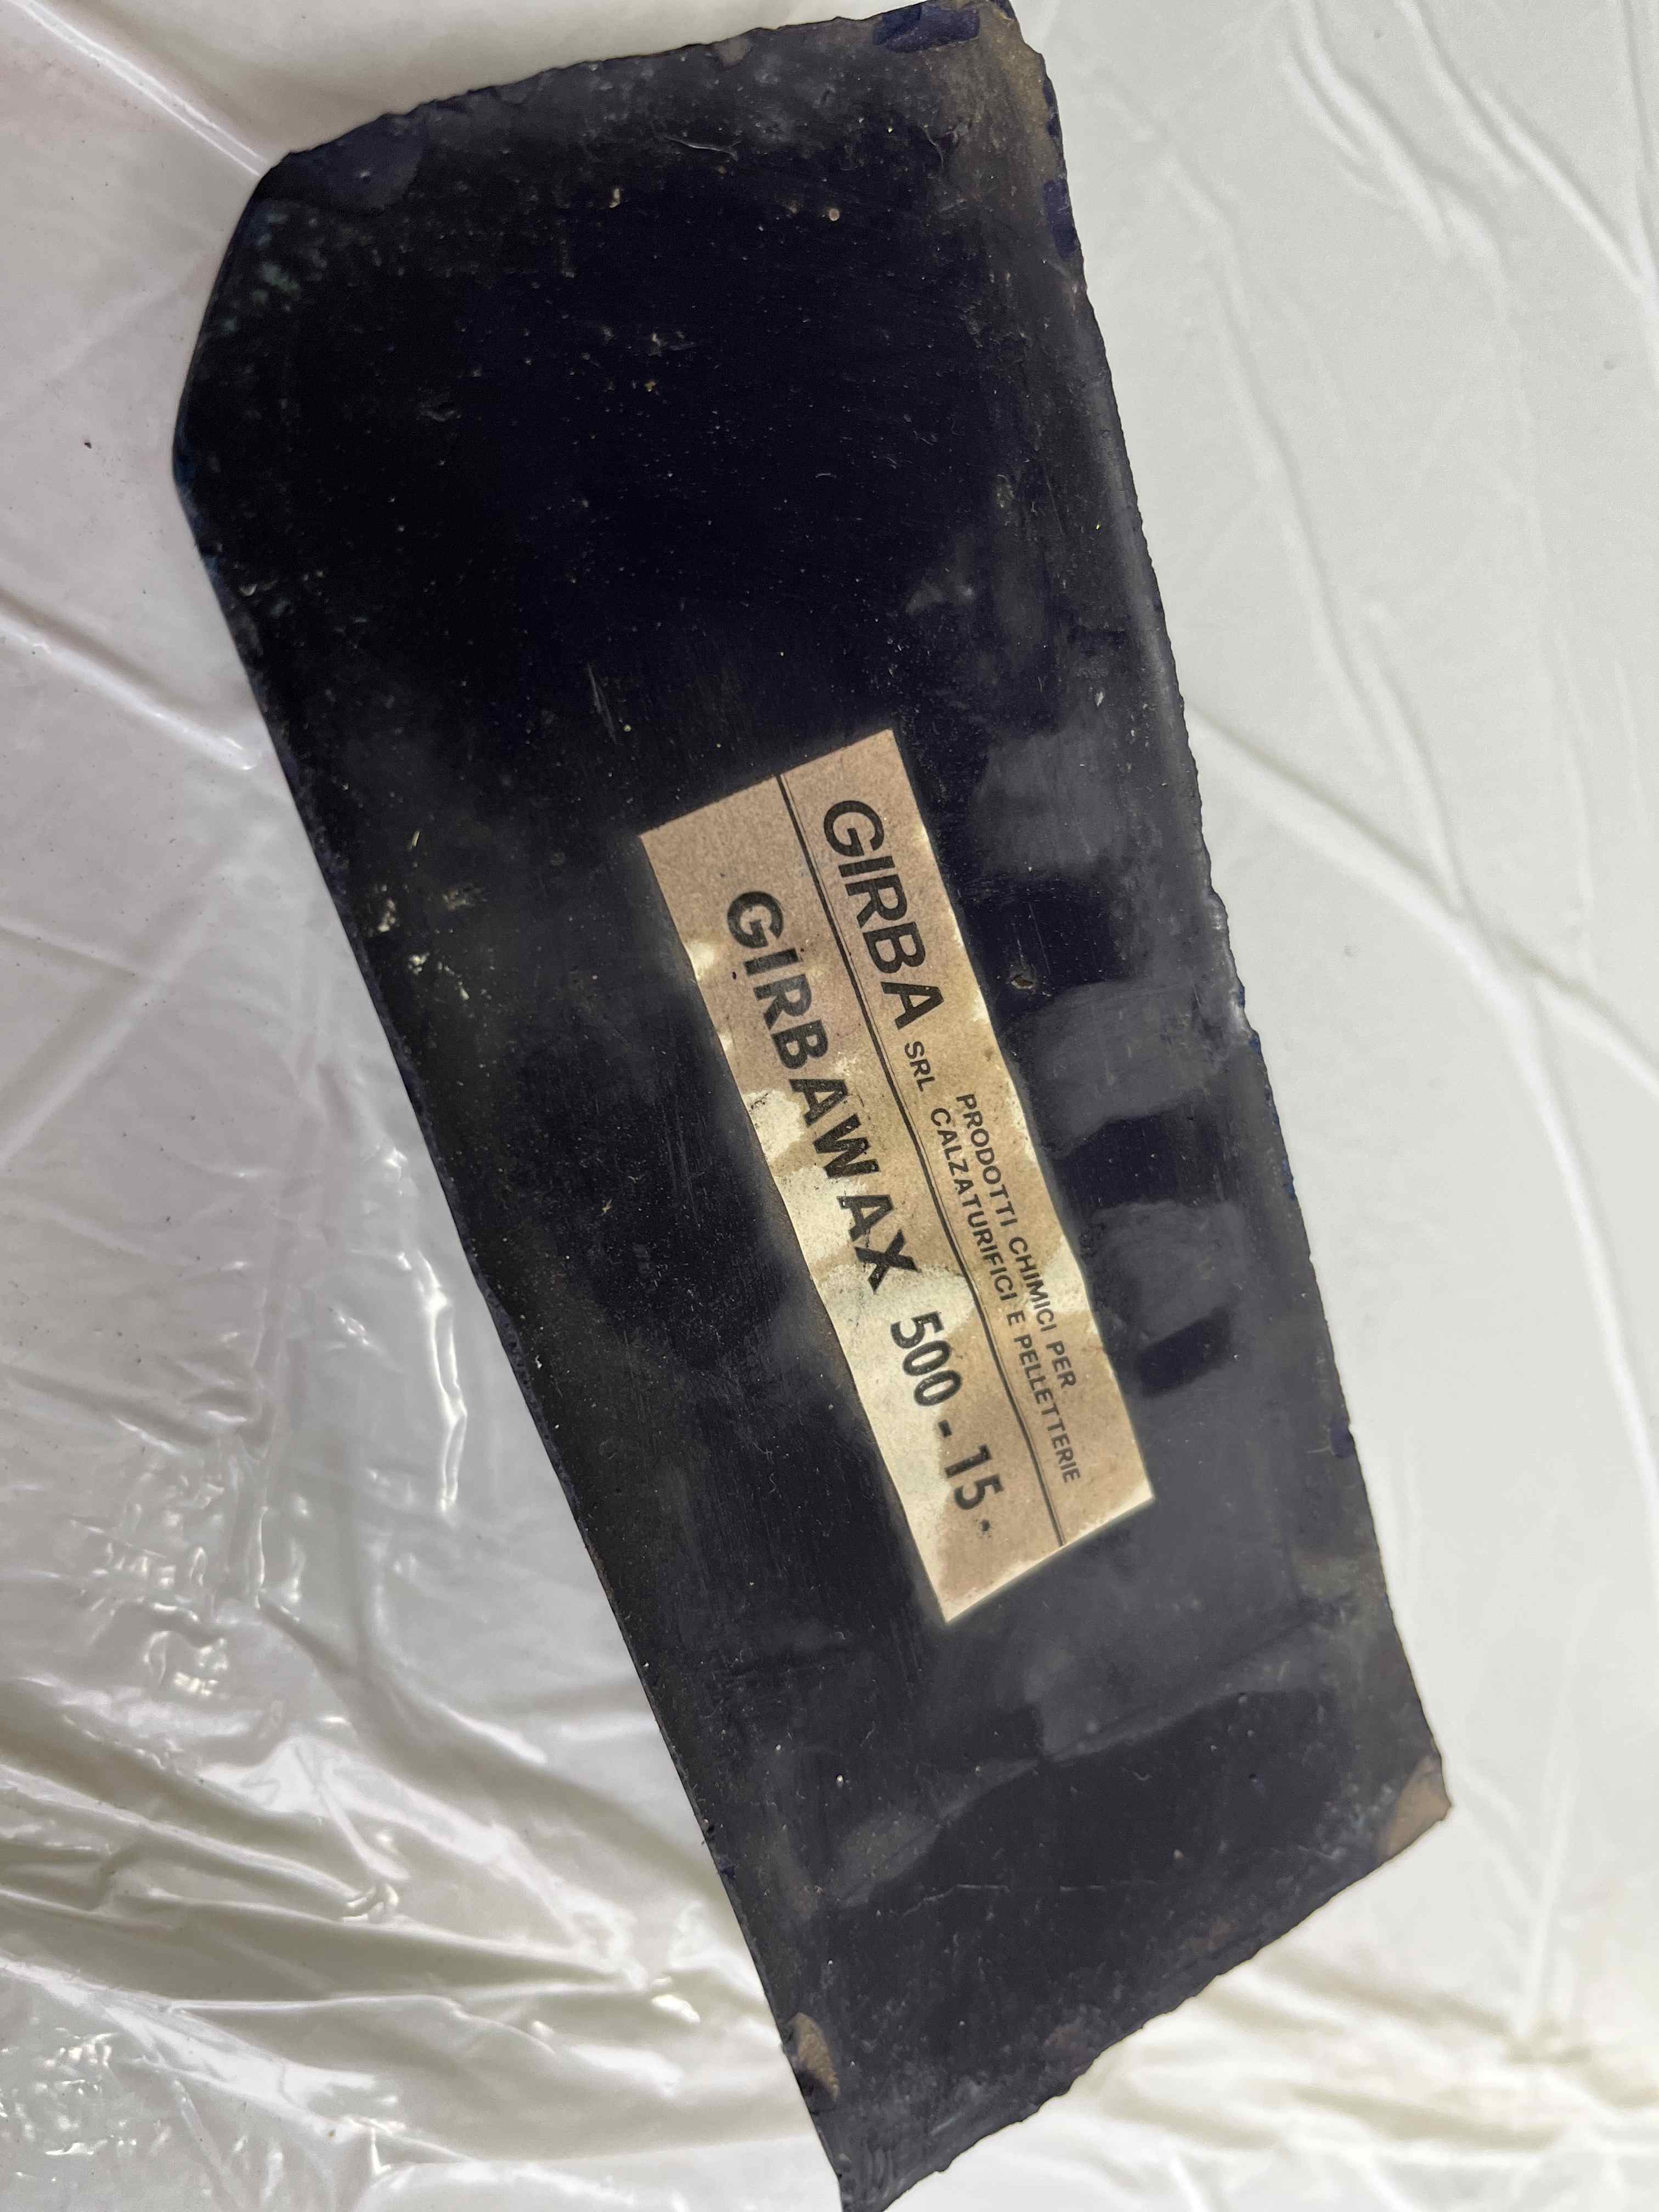 GIRBA SRL PRODOTTI CHIMICI PER
CALZATURIFICI E PELLETTERIE
GIRBAWAX 500 - 15.